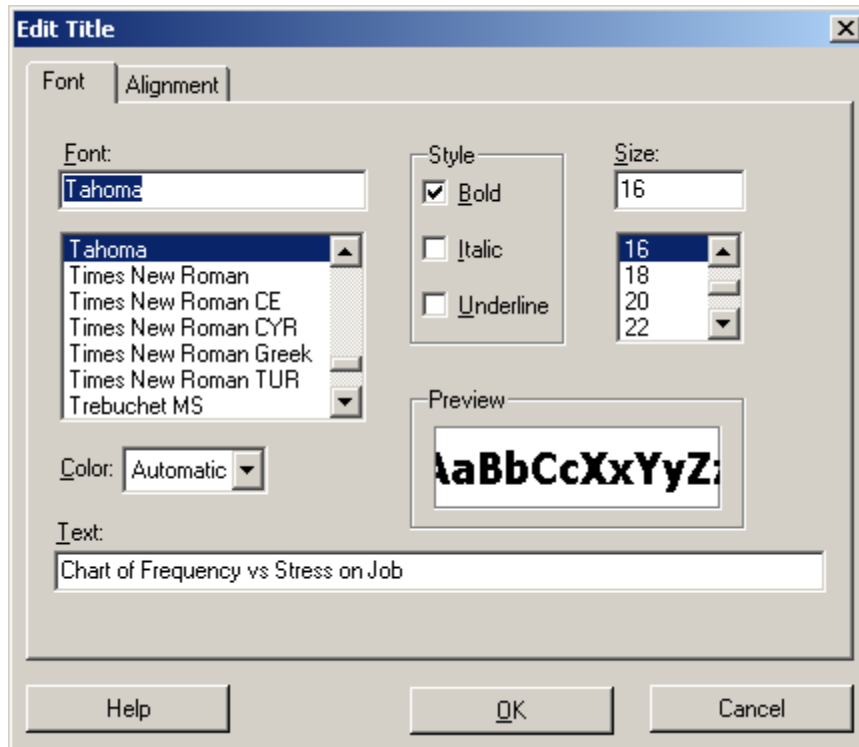 Edit Title
Font Alignment
Font:
Tahoma
Tahoma
Times New Roman
Times New Roman CE
Times New Roman CYR
Times New Roman Greek
Times New Roman TUR
Trebuchet MS
Style
Bold
Italic
Underline
Size:
16
16
18
20
22
Color: Automatic
Preview
AaBbCcXxYyZz
Text:
Chart of Frequency vs Stress on Job
Help OK Cancel